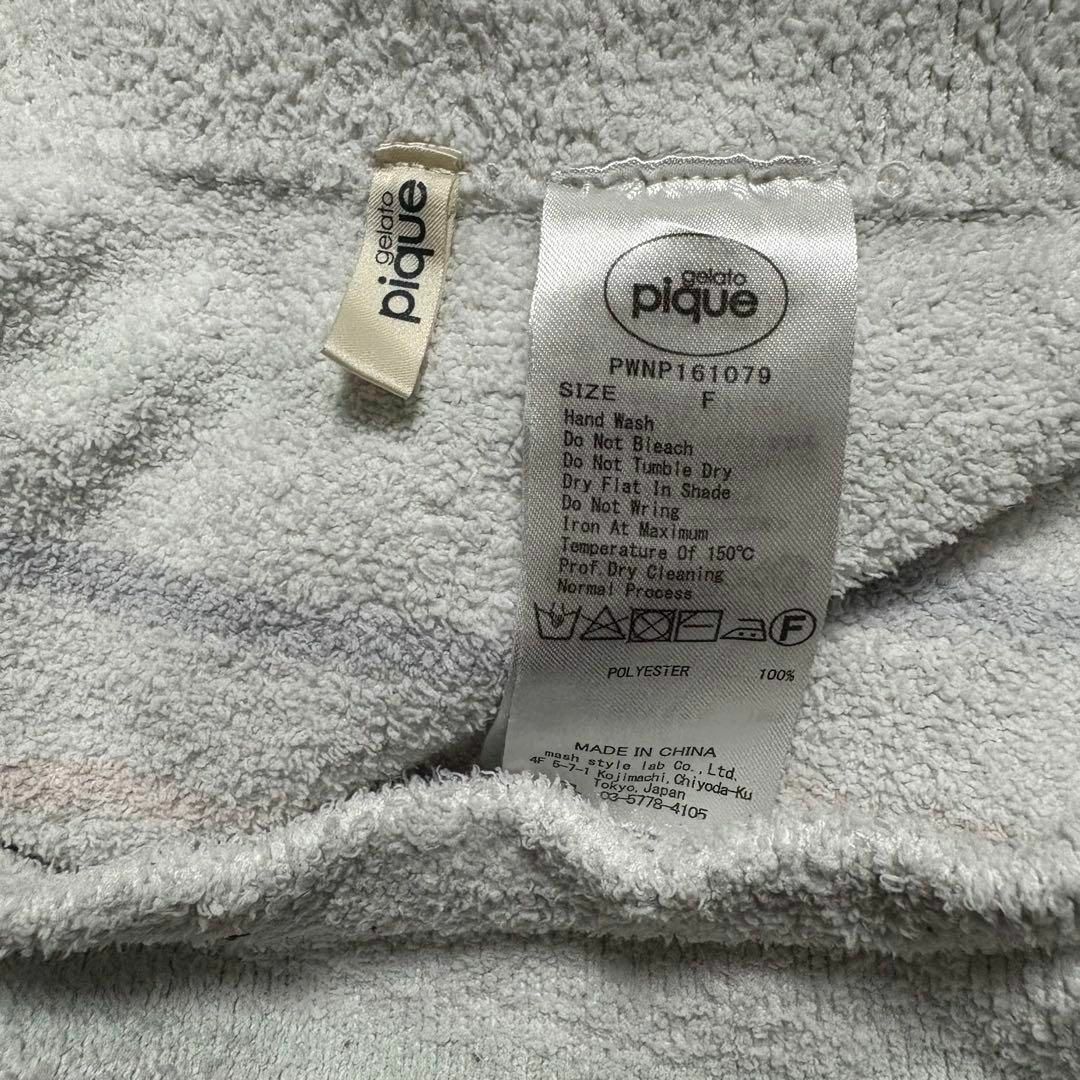 gelato
pique
gelato
pique
PWNP161079
SIZE F
Hand Wash
Do Not Bleach
Do Not Tumble Dry
Dry Flat In Shade
Do Not Wring
Iron At Maximum
Temperature Of 150℃
Prof Dry Cleaning
Normal Process
F
POLYESTER 100%
MADE IN CHINA
mash style lab Co.,Ltd.
4F 5-7-1 Kojimachi,Chiyoda-Ku
Tokyo,Japan
03-5778-4105